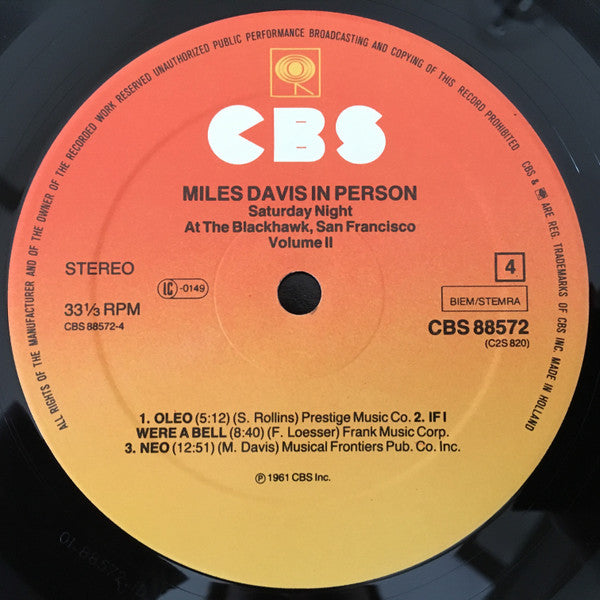 ALL RIGHTS OF THE MANUFACTURER AND OF THE OWNER OF THE RECORDED WORK RESERVED UNAUTHORIZED PUBLIC PERFORMANCE BROADCASTING AND COPYING OF THIS RECORD PROHIBITED
CBS & ARE REG. TRADEMARKS OF CBS INC. MADE IN HOLLAND
CBS
MILES DAVIS IN PERSON
Saturday Night
At The Blackhawk, San Francisco
Volume II
STEREO
LC -0149
4
33⅓ RPM
BIEM/STEMRA
CBS 88572-4
CBS 88572
(C2S 820)
1. OLEO (5:12) (S. Rollins) Prestige Music Co. 2. IF I
WERE A BELL (8:40) (F. Loesser) Frank Music Corp.
3. NEO (12:51) (M. Davis) Musical Frontiers Pub. Co. Inc.
℗ 1961 CBS Inc.